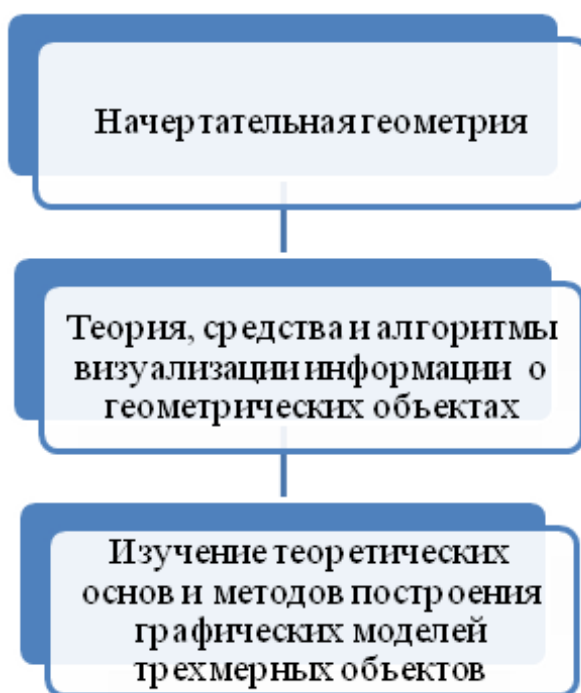 Начертательная геометрия
Теория, средства и алгоритмы
визуализации информации о
геометрических объектах
Изучение теоретических
основ и методов построения
графических моделей
трехмерных объектов